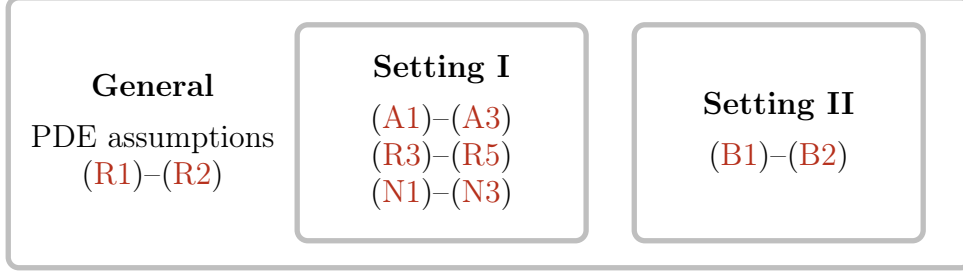 General
PDE assumptions
(R1)–(R2)
Setting I
(A1)–(A3)
(R3)–(R5)
(N1)–(N3)
Setting II
(B1)–(B2)